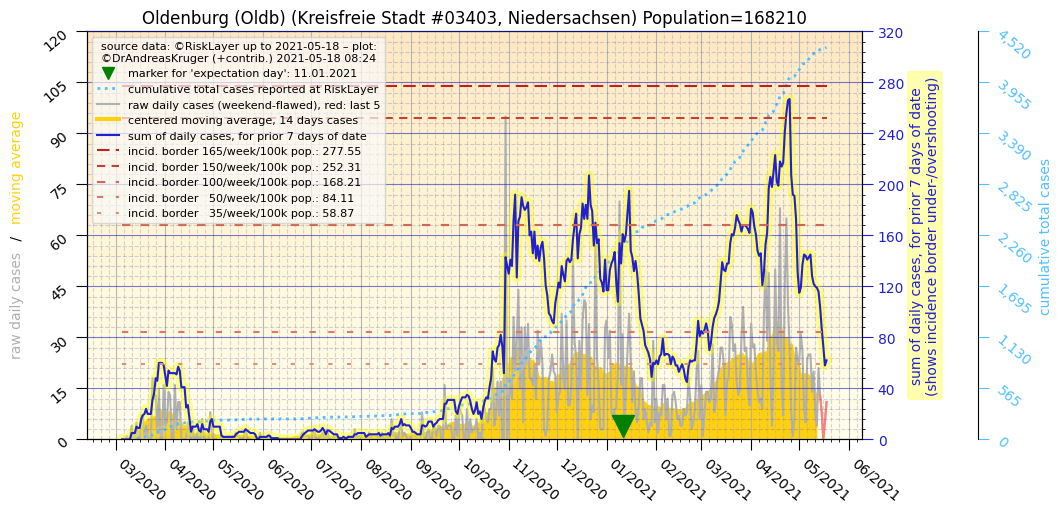 Oldenburg (Oldb) (Kreisfreie Stadt #03403, Niedersachsen) Population=168210
source data: ©RiskLayer up to 2021-05-18 – plot:
©DrAndreasKruger (+contrib.) 2021-05-18 08:24
marker for 'expectation day': 11.01.2021
cumulative total cases reported at RiskLayer
raw daily cases (weekend-flawed), red: last 5
centered moving average, 14 days cases
sum of daily cases, for prior 7 days of date
incid. border 165/week/100k pop.: 277.55
incid. border 150/week/100k pop.: 252.31
incid. border 100/week/100k pop.: 168.21
incid. border   50/week/100k pop.: 84.11
incid. border   35/week/100k pop.: 58.87
raw daily cases  /  moving average
120
105
90
75
60
45
30
15
0
320
280
240
200
160
120
80
40
0
sum of daily cases, for prior 7 days of date
(shows incidence border under-/overshooting)
4,520
3,955
3,390
2,825
2,260
1,695
1,130
565
0
cumulative total cases
03/2020
04/2020
05/2020
06/2020
07/2020
08/2020
09/2020
10/2020
11/2020
12/2020
01/2021
02/2021
03/2021
04/2021
05/2021
06/2021